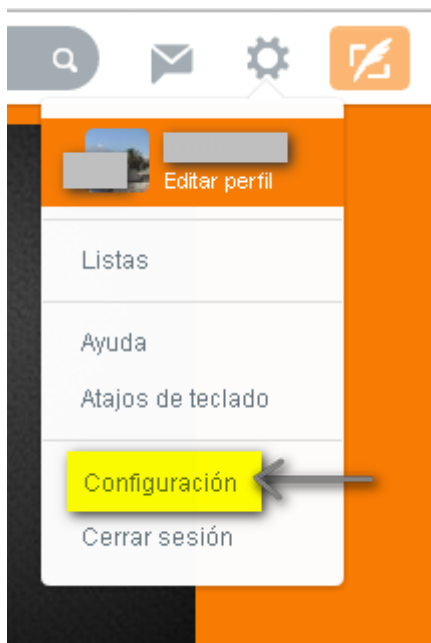 Editar perfil
Listas
Ayuda
Atajos de teclado
Configuración
Cerrar sesión